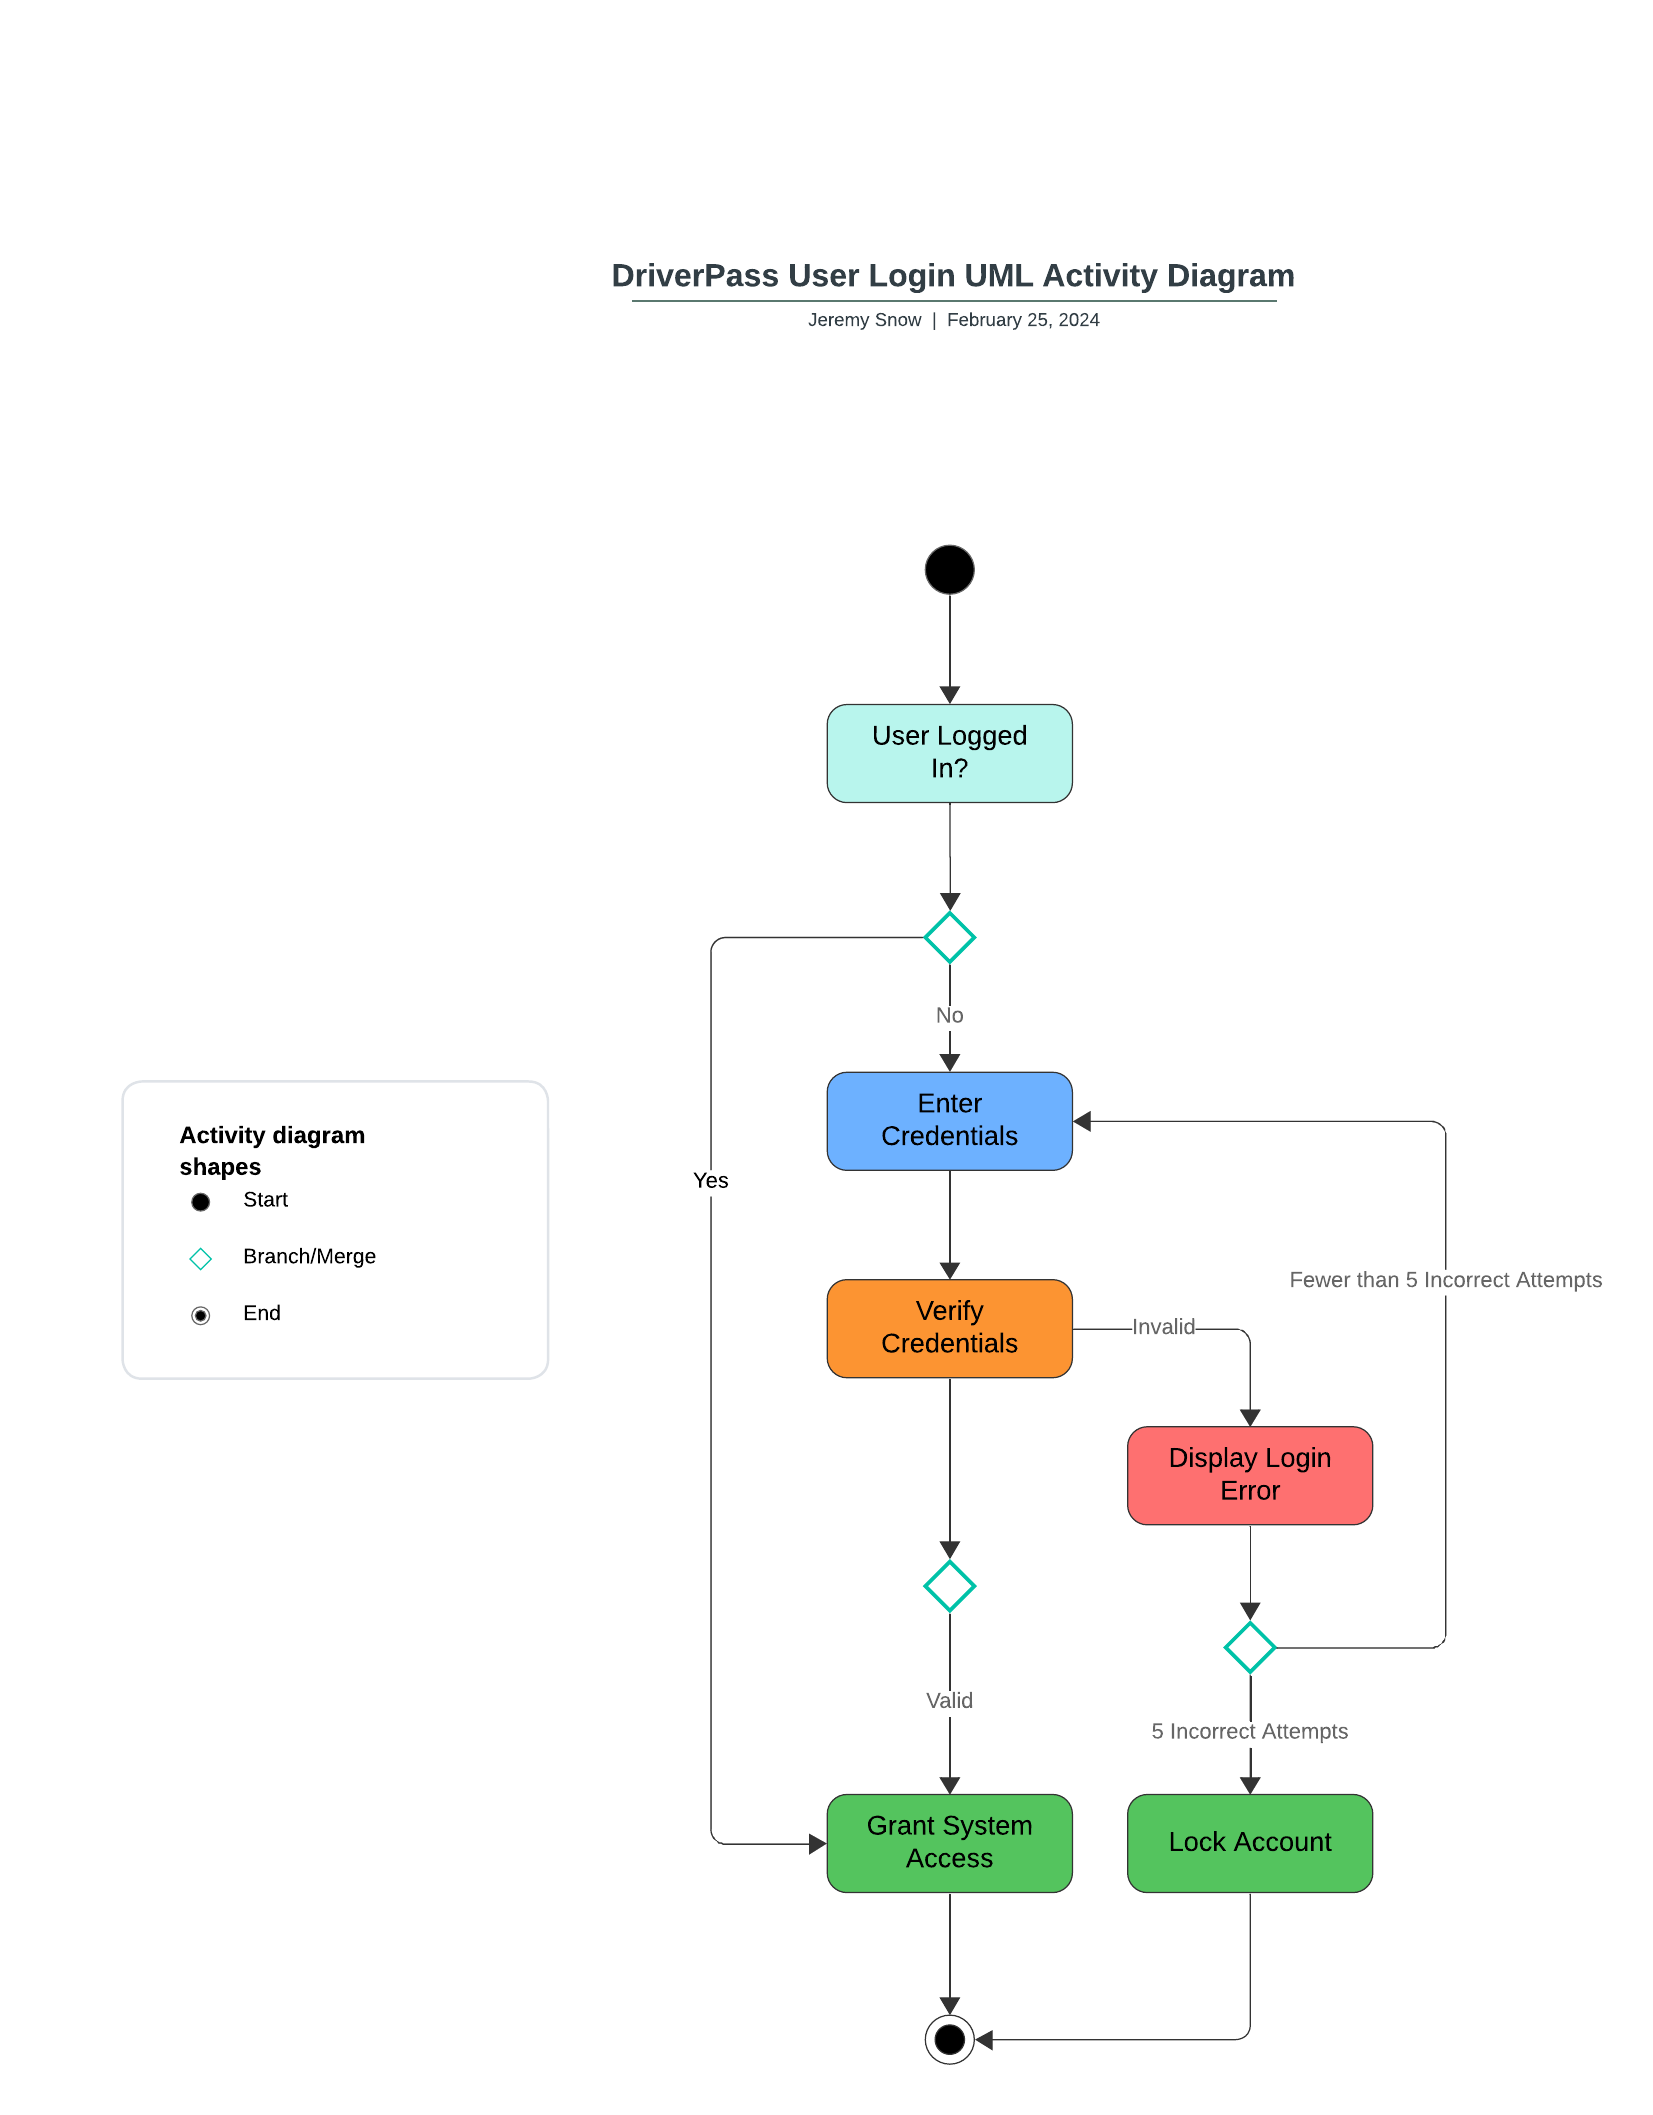 DriverPass User Login UML Activity Diagram
Jeremy Snow | February 25, 2024
User Logged
In?
No
Enter
Credentials
Yes
Activity diagram
shapes
Start
Branch/Merge
End
Fewer than 5 Incorrect Attempts
Verify
Credentials
Invalid
Display Login
Error
Valid
5 Incorrect Attempts
Grant System
Access
Lock Account